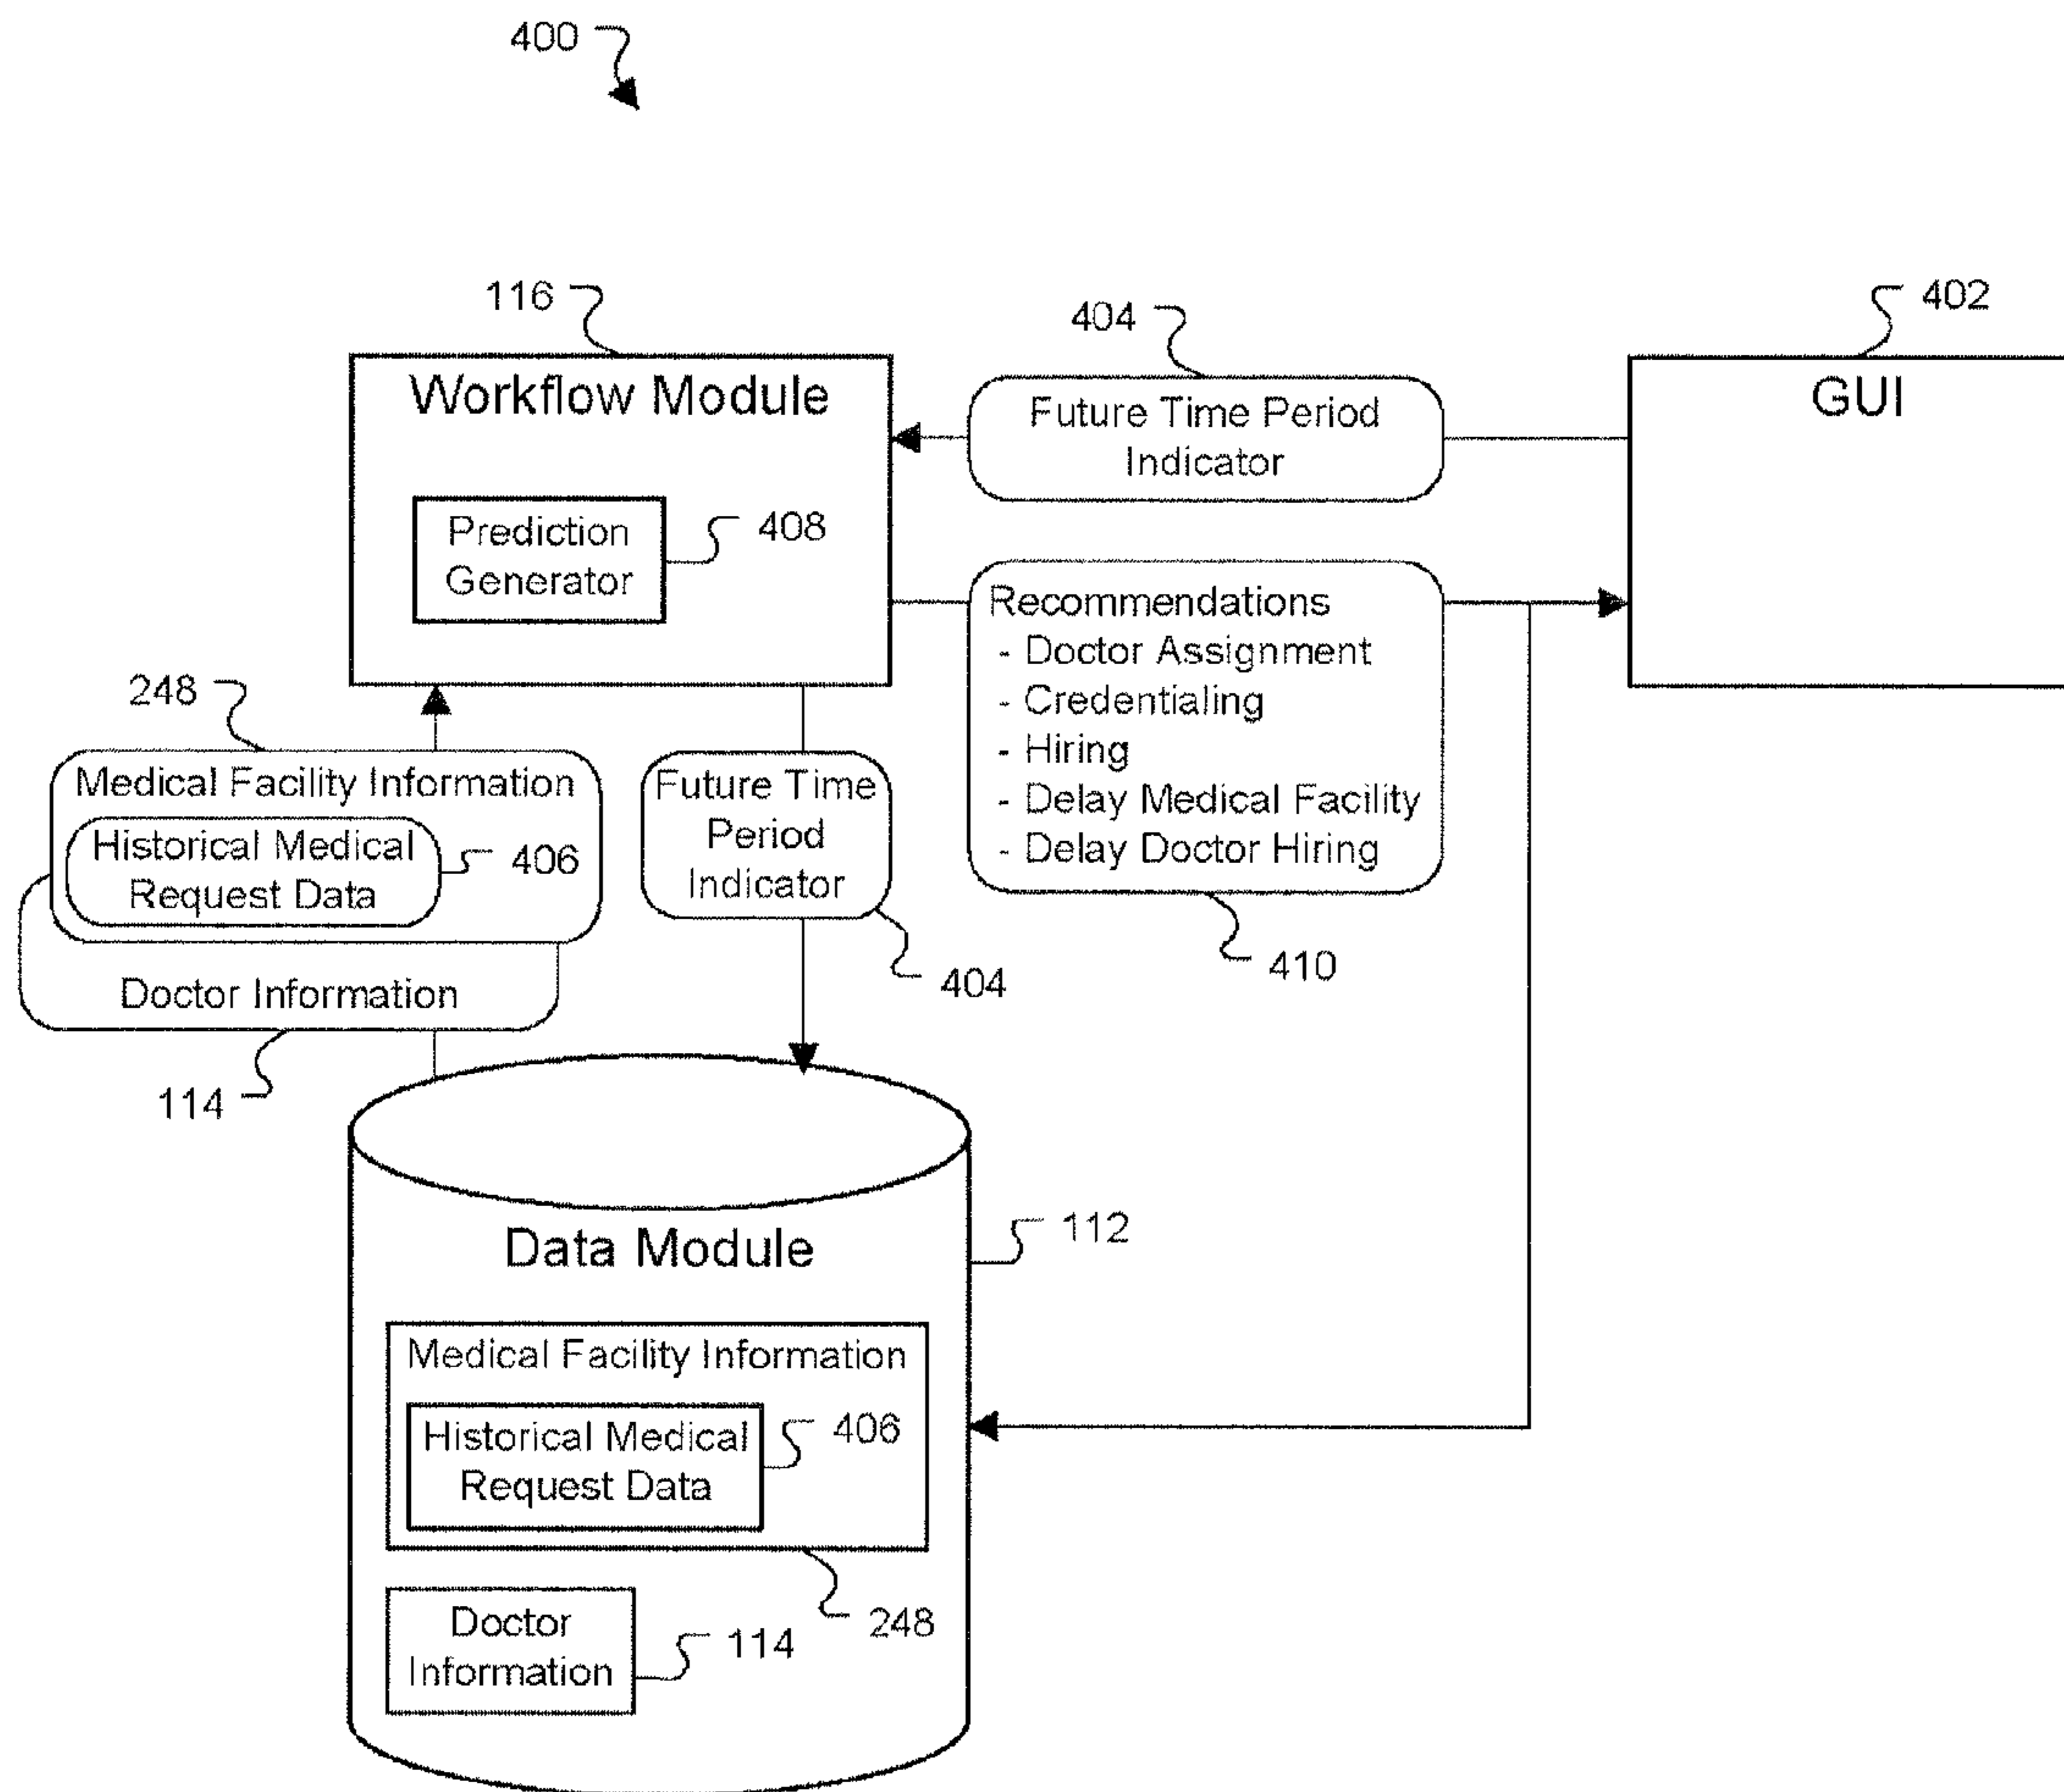 400
116
404
402
Workflow Module
Future Time Period
Indicator
GUI
Prediction
Generator
408
Recommendations
- Doctor Assignment
- Credentialing
- Hiring
- Delay Medical Facility
- Delay Doctor Hiring
410
248
Medical Facility Information
Historical Medical
Request Data
406
Doctor Information
114
Future Time
Period
Indicator
404
Data Module
112
Medical Facility Information
Historical Medical
Request Data
406
248
Doctor
Information
114